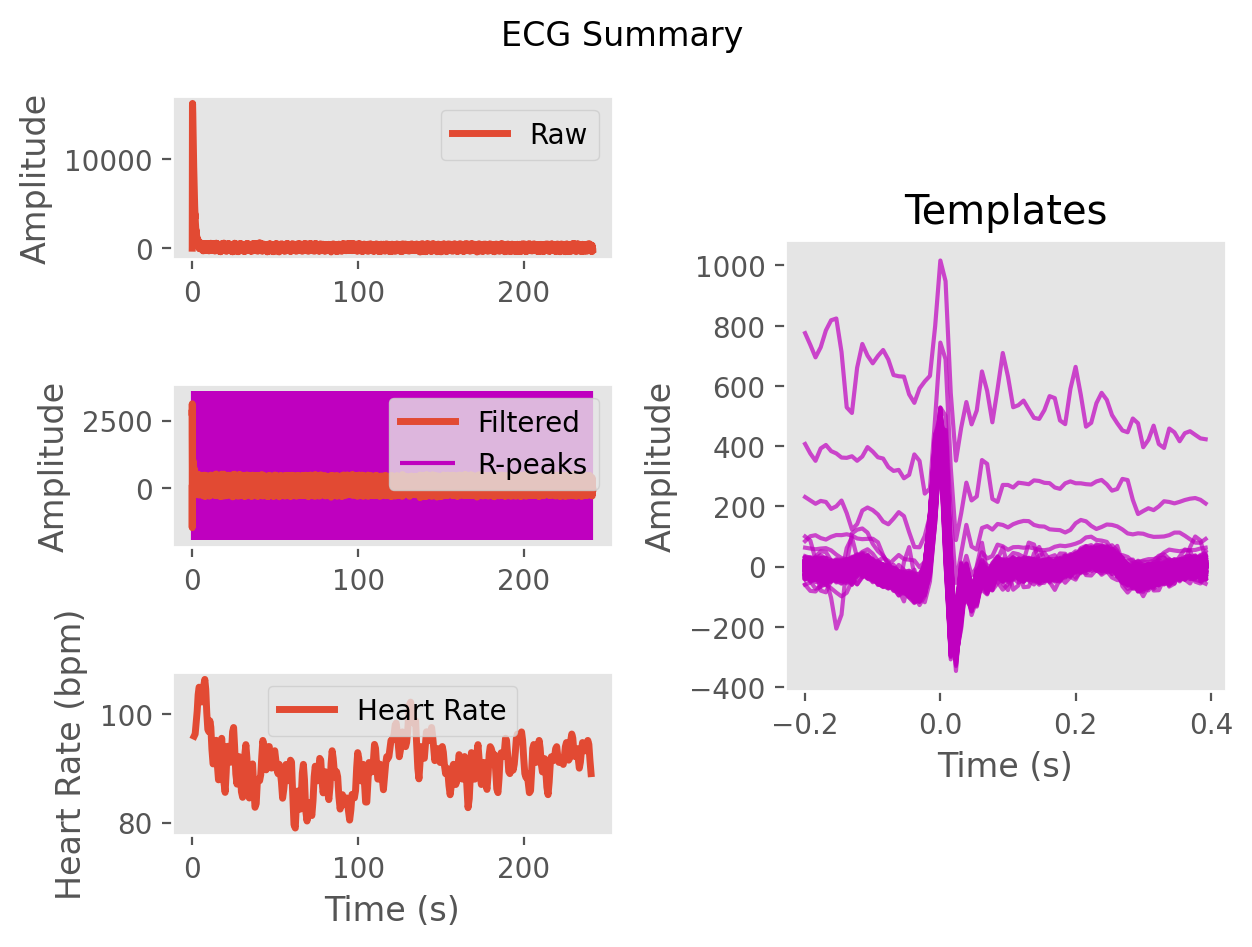 ECG Summary
Amplitude
10000
0
Raw
0
100
200
Amplitude
2500
0
Filtered
R-peaks
0
100
200
Heart Rate (bpm)
100
80
Heart Rate
0
100
200
Time (s)
Templates
Amplitude
1000
800
600
400
200
0
−200
−400
−0.2
0.0
0.2
0.4
Time (s)